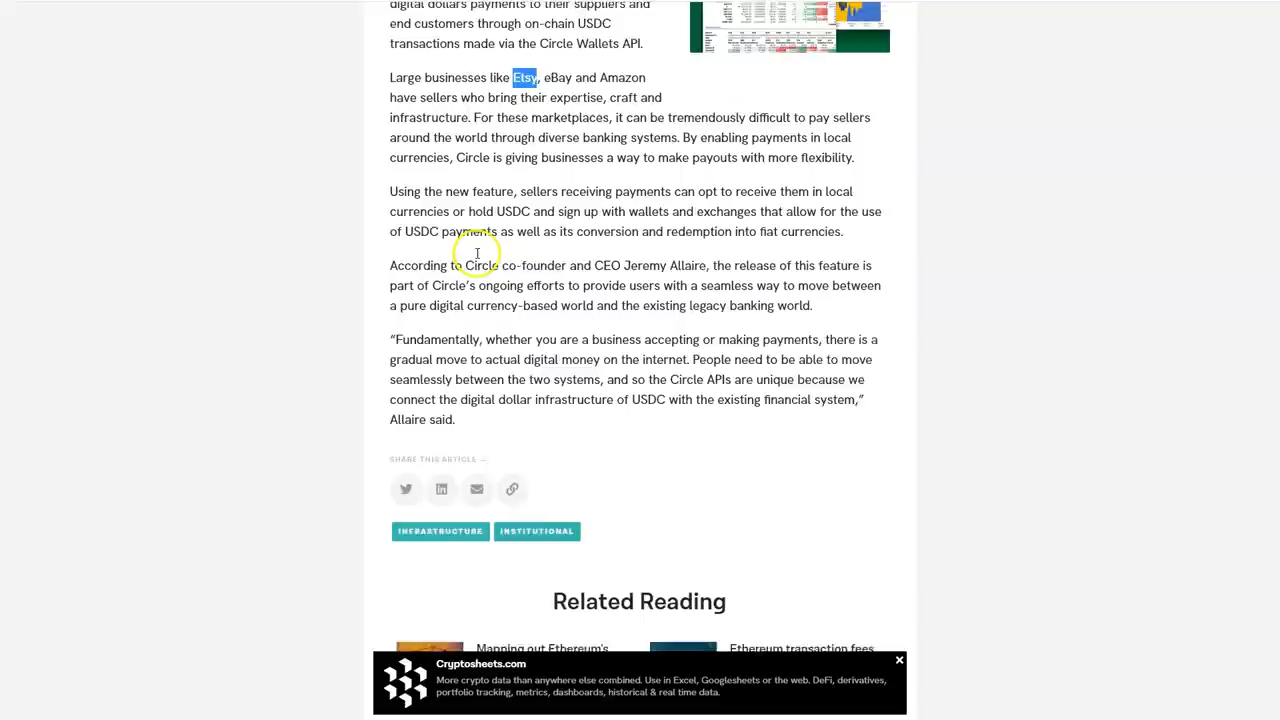 digital dollars payments to their suppliers and
end customers through on-chain USDC
transactions made via the Circle Wallets API.
Large businesses like Etsy, eBay and Amazon
have sellers who bring their expertise, craft and
infrastructure. For these marketplaces, it can be tremendously difficult to pay sellers
around the world through diverse banking systems. By enabling payments in local
currencies, Circle is giving businesses a way to make payouts with more flexibility.
Using the new feature, sellers receiving payments can opt to receive them in local
currencies or hold USDC and sign up with wallets and exchanges that allow for the use
of USDC payments as well as its conversion and redemption into fiat currencies.
According to Circle co-founder and CEO Jeremy Allaire, the release of this feature is
part of Circle’s ongoing efforts to provide users with a seamless way to move between
a pure digital currency-based world and the existing legacy banking world.
“Fundamentally, whether you are a business accepting or making payments, there is a
gradual move to actual digital money on the internet. People need to be able to move
seamlessly between the two systems, and so the Circle APIs are unique because we
connect the digital dollar infrastructure of USDC with the existing financial system,”
Allaire said.
SHARE THIS ARTICLE —
INFRASTRUCTURE INSTITUTIONAL
Related Reading
Mapping out Ethereum's
Ethereum transaction fees
Cryptosheets.com
More crypto data than anywhere else combined. Use in Excel, Googlesheets or the web. DeFi, derivatives,
portfolio tracking, metrics, dashboards, historical & real time data.